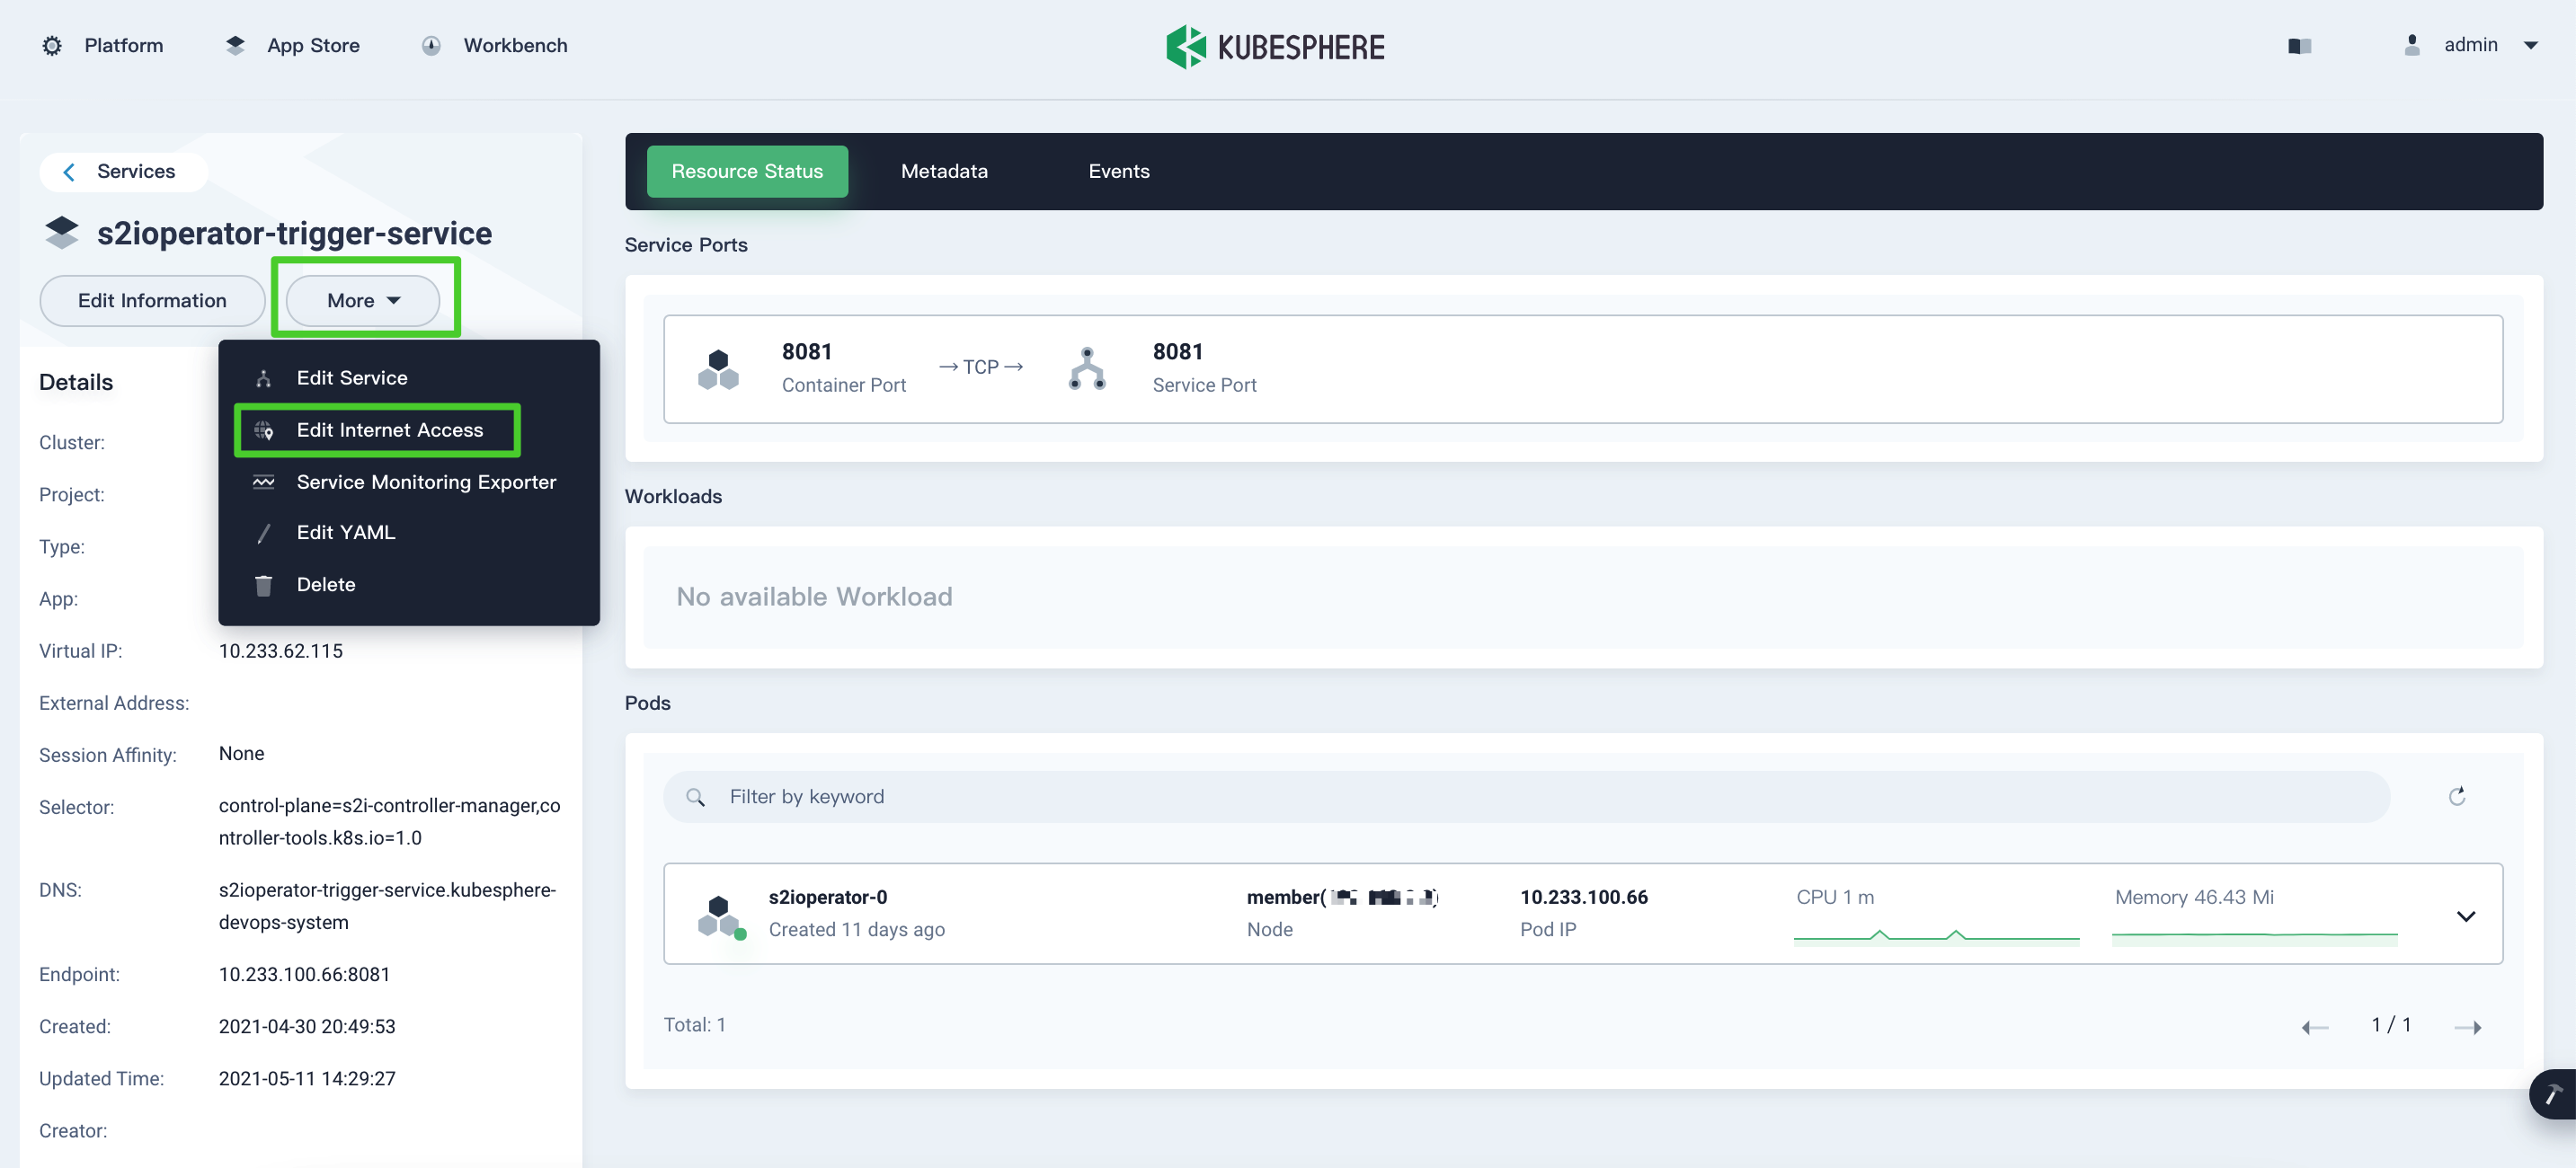 Platform
App Store
Workbench
KUBESPHERE
admin
Services
s2ioperator-trigger-service
Edit Information
More
Edit Service
Edit Internet Access
Service Monitoring Exporter
Edit YAML
Delete
Details
Cluster:
Project:
Type:
App:
Virtual IP: 10.233.62.115
External Address:
Session Affinity: None
Selector: control-plane=s2i-controller-manager,co
ntroller-tools.k8s.io=1.0
DNS: s2ioperator-trigger-service.kubesphere-
devops-system
Endpoint: 10.233.100.66:8081
Created: 2021-04-30 20:49:53
Updated Time: 2021-05-11 14:29:27
Creator:
Resource Status
Metadata
Events
Service Ports
8081
Container Port
→ TCP →
8081
Service Port
Workloads
No available Workload
Pods
Filter by keyword
s2ioperator-0
Created 11 days ago
member(
Node
10.233.100.66
Pod IP
CPU 1 m
Memory 46.43 Mi
Total: 1
1 / 1